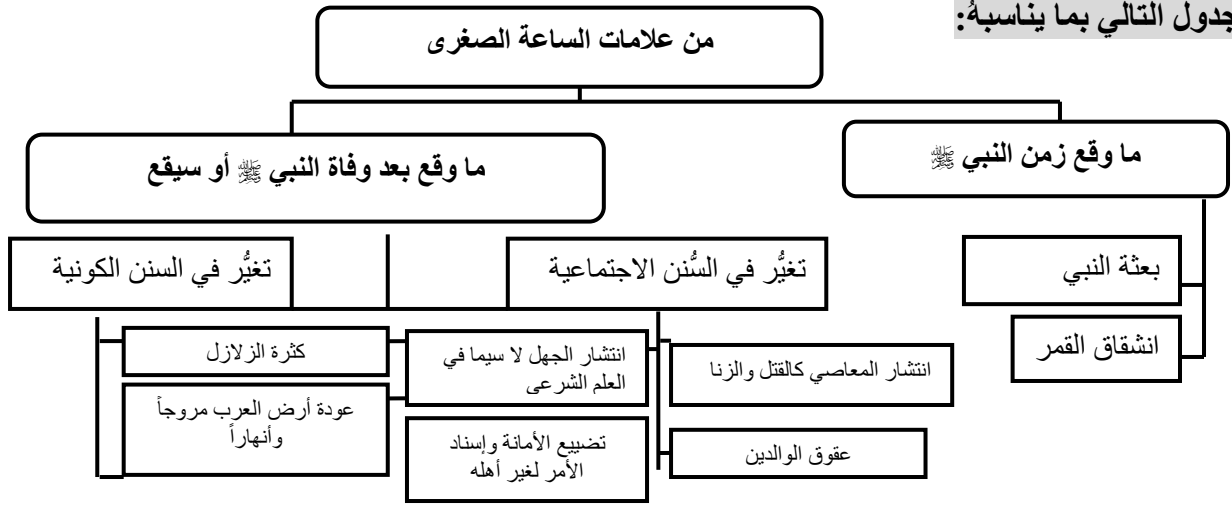 جدول التالي بما يناسبهُ:
من علامات الساعة الصغرى
ما وقع زمن النبي ﷺ
ما وقع بعد وفاة النبي ﷺ أو سيقع
بعثة النبي
انشقاق القمر
تغيُّر في السُّنن الاجتماعية
تغيُّر في السنن الكونية
انتشار المعاصي كالقتل والزنا
انتشار الجهل لا سيما في
العلم الشرعي
عقوق الوالدين
تضييع الأمانة وإسناد
الأمر لغير أهله
كثرة الزلازل
عودة أرض العرب مروجاً
وأنهاراً